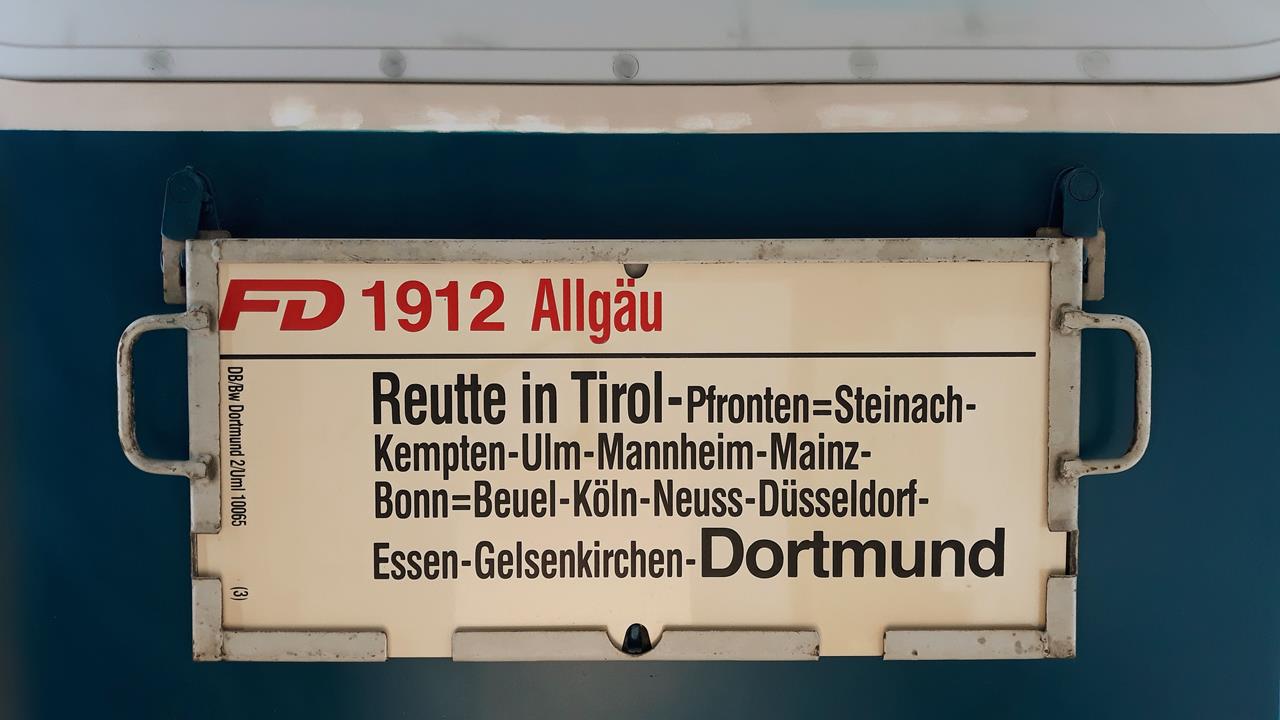 FD 1912 Allgäu
Reutte in Tirol-Pfronten=Steinach-
Kempten-Ulm-Mannheim-Mainz-
Bonn=Beuel-Köln-Neuss-Düsseldorf-
Essen-Gelsenkirchen-Dortmund
DB/Bw Dortmund 2/Uml 10065
(3)